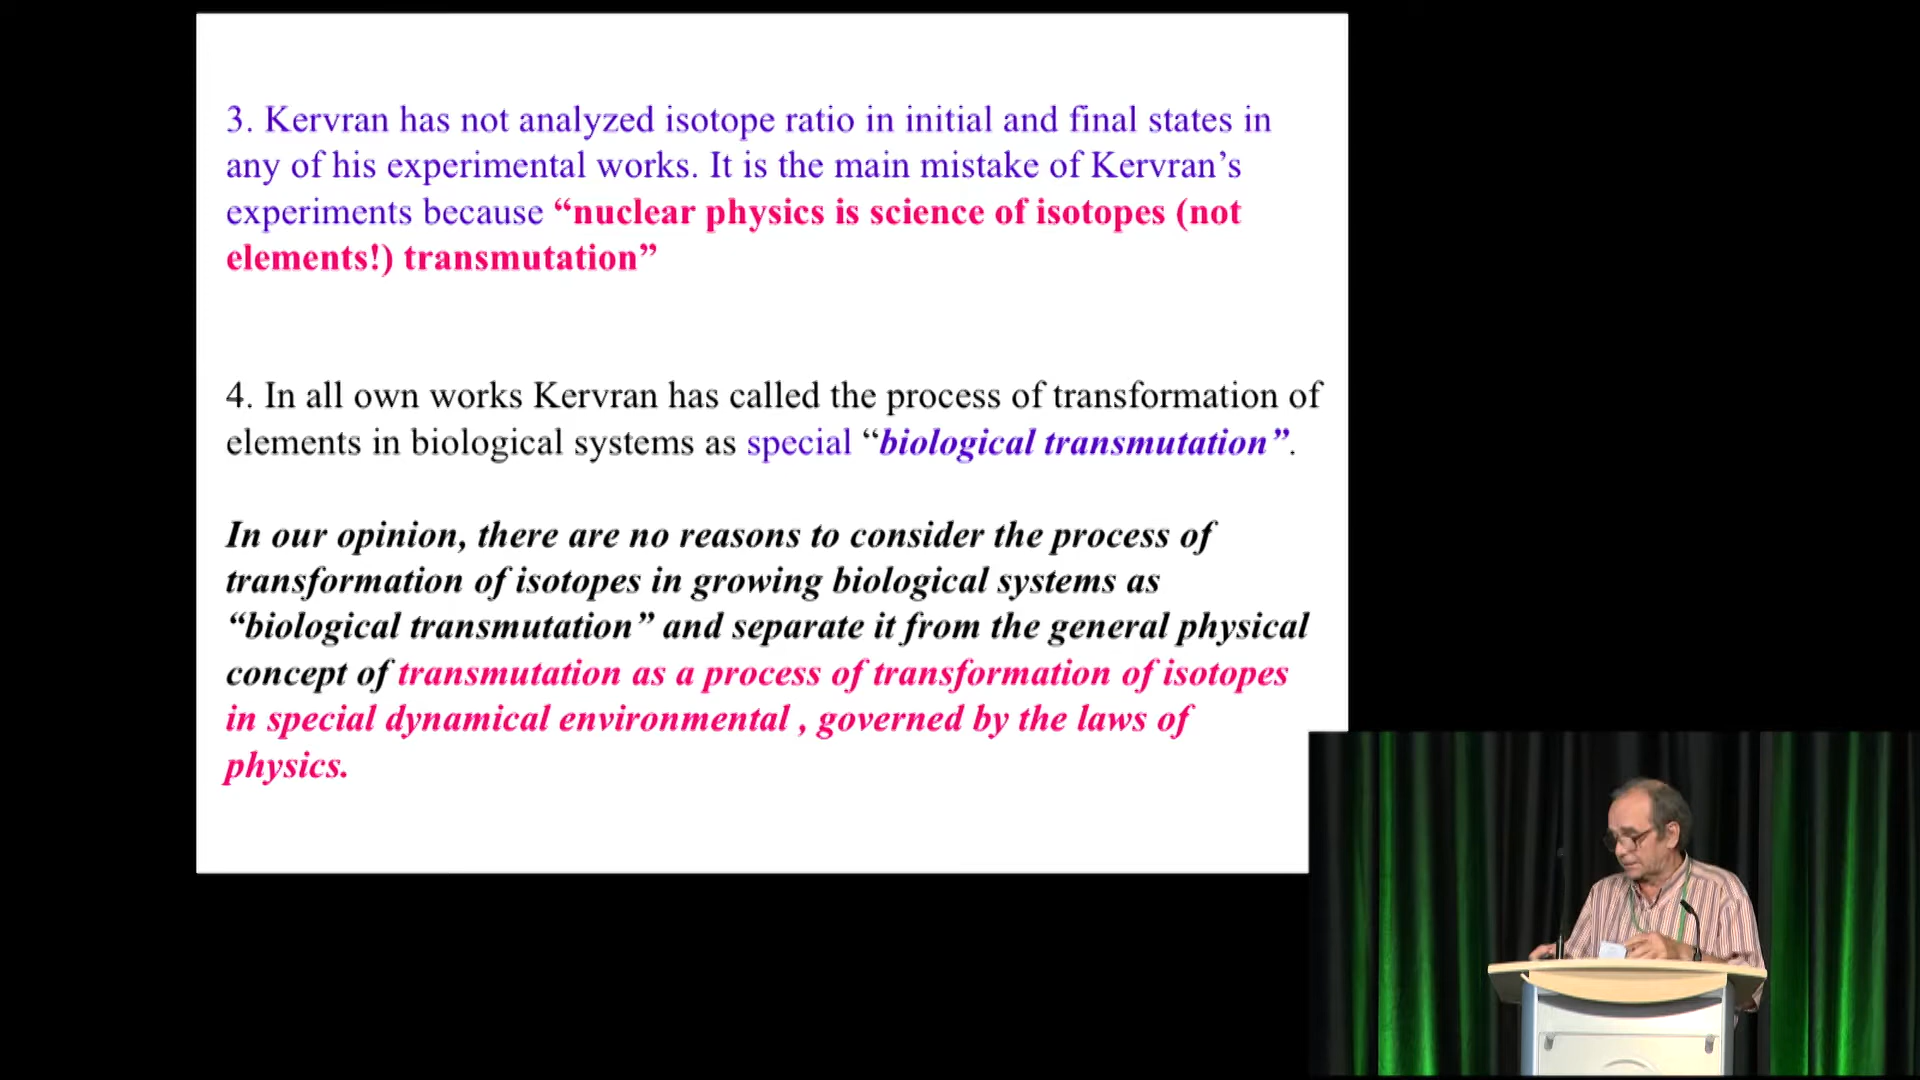 3. Kervran has not analyzed isotope ratio in initial and final states in
any of his experimental works. It is the main mistake of Kervran’s
experiments because “nuclear physics is science of isotopes (not
elements!) transmutation”
4. In all own works Kervran has called the process of transformation of
elements in biological systems as special “biological transmutation”.
In our opinion, there are no reasons to consider the process of
transformation of isotopes in growing biological systems as
“biological transmutation” and separate it from the general physical
concept of transmutation as a process of transformation of isotopes
in special dynamical environmental , governed by the laws of
physics.